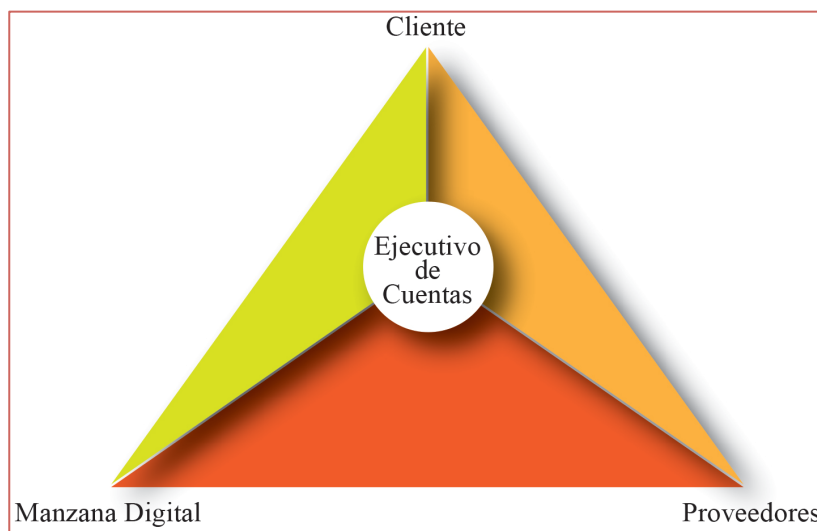 Cliente
Ejecutivo
de
Cuentas
Manzana Digital
Proveedores